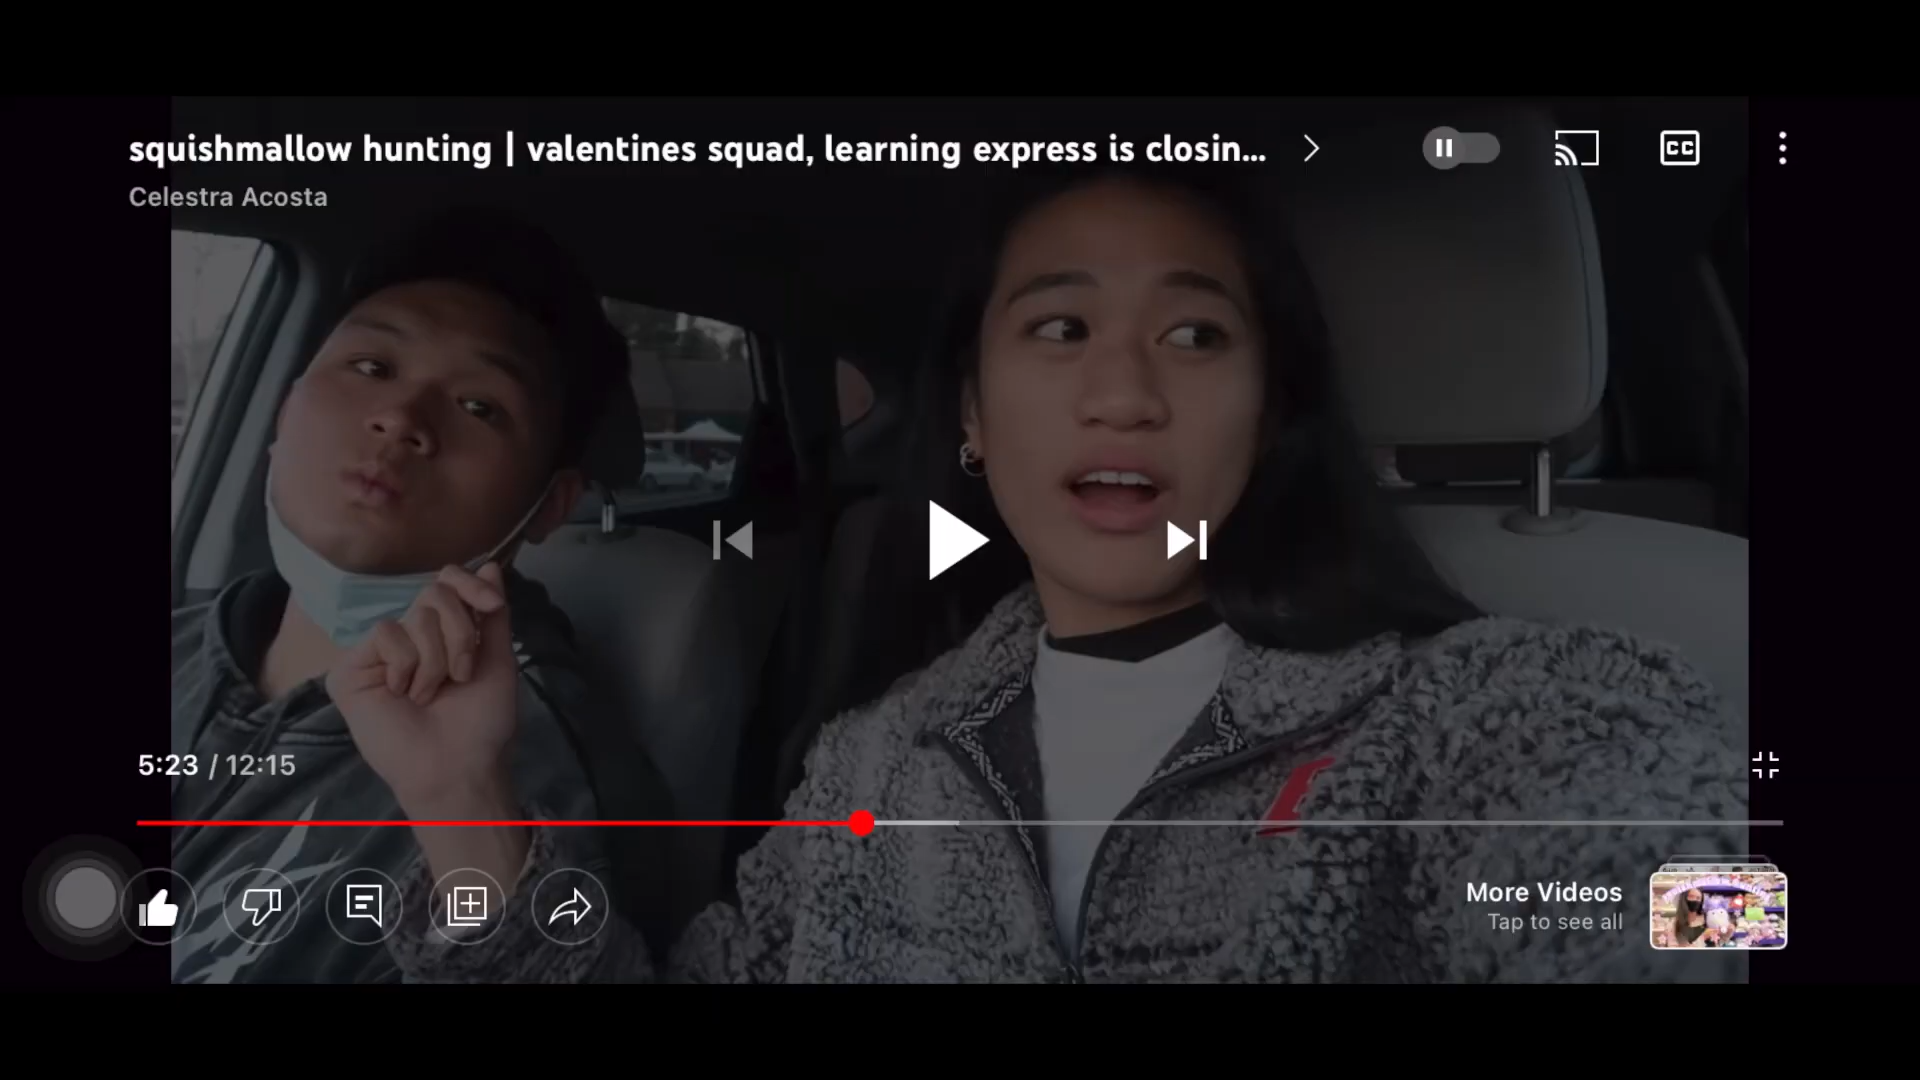 squishmallow hunting | valentines squad, learning express is closin...
CC
Celestra Acosta
5:23 / 12:15
More Videos
Tap to see all